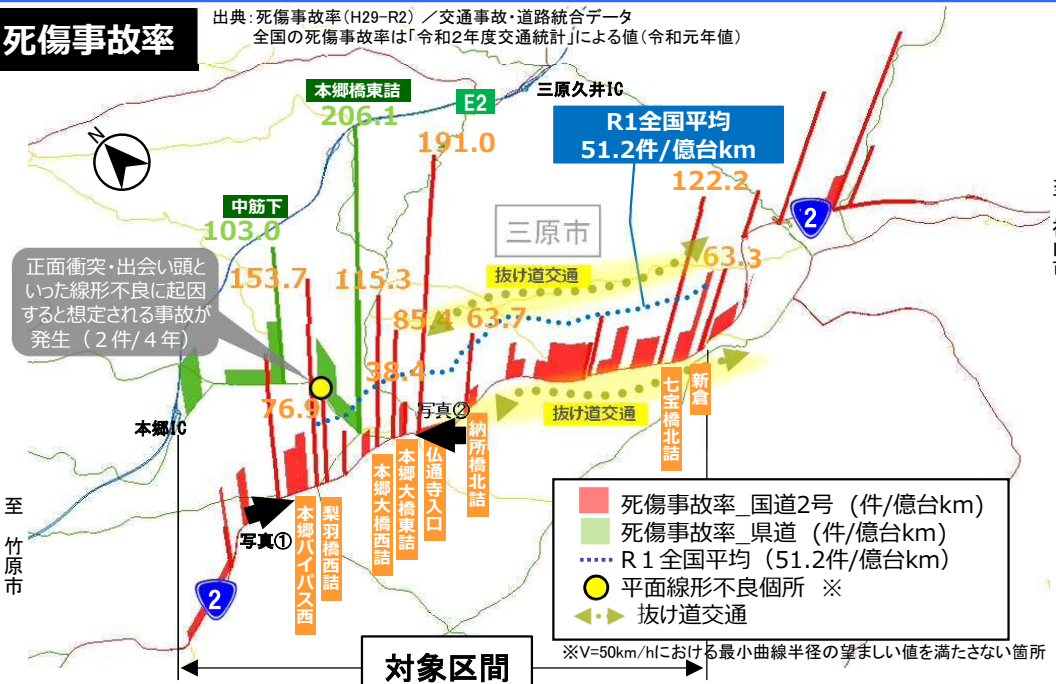 死傷事故率
出典：死傷事故率(H29-R2) ／交通事故・道路統合データ
全国の死傷事故率は「令和2年度交通統計」による値(令和元年値)
本郷橋東詰
206.1
E2
三原久井IC
191.0
R1全国平均
51.2件/億台km
122.2
N
中筋下
103.0
三原市
2
正面衝突・出会い頭と
いった線形不良に起因
すると想定される事故が
発生（２件/４年）
153.7
115.3
85.4
63.7
63.3
抜け道交通
38.4
76.9
写真②
抜け道交通
本郷IC
新倉
七宝橋北詰
納所橋北詰
仏通寺入口
本郷大橋東詰
本郷大橋西詰
梨羽橋西詰
本郷バイパス西
写真①
至 竹原市
2
死傷事故率_国道2号 (件/億台km)
死傷事故率_県道 (件/億台km)
R１全国平均（51.2件/億台km）
平面線形不良個所 ※
抜け道交通
※V=50km/hにおける最小曲線半径の望ましい値を満たさない箇所
対象区間